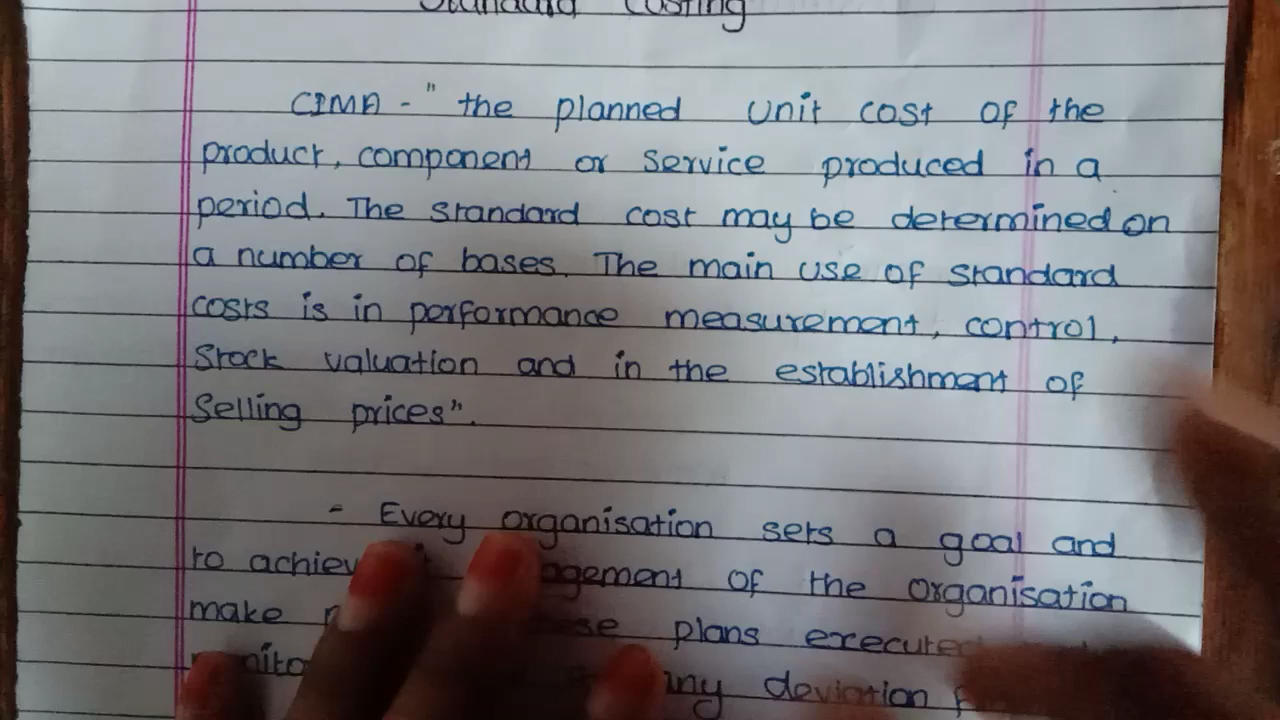 Standard Costing
CIMA - " the planned unit cost of the
product, component or service produced in a
period. The standard cost may be determined on
a number of bases. The main use of standard
costs is in performance measurement, control,
Stock valuation and in the establishment of
Selling prices".
- Every organisation sets a goal and
to of the organisation
make plans
any deviation